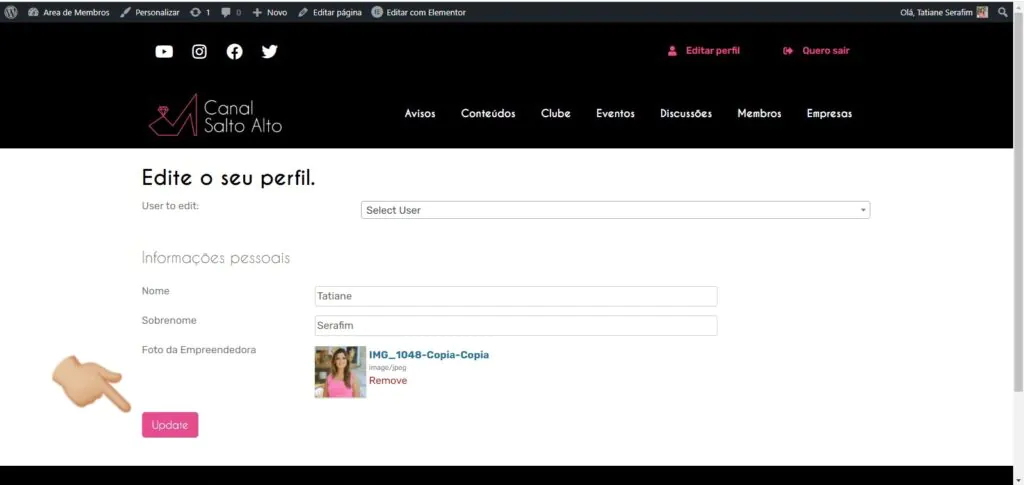 Area de Membros Personalizar 1 0 Novo Editar página Editar com Elementor Olá, Tatiane Serafim
Editar perfil Quero sair
Canal
Salto Alto
Avisos Conteúdos Clube Eventos Discussões Membros Empresas
Edite o seu perfil.
User to edit: Select User
Informações pessoais
Nome Tatiane
Sobrenome Serafim
Foto da Empreendedora IMG_1048-Copia-Copia
image/jpeg
Remove
Update